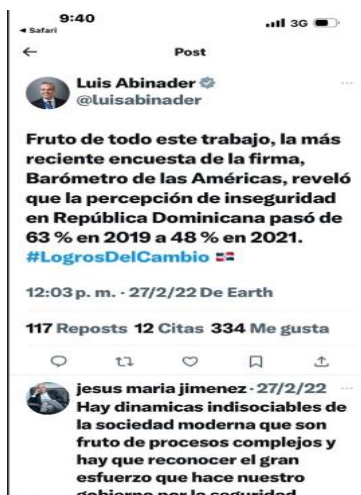 9:40
3G
Safari
Post
Luis Abinader
@luisabinader
Fruto de todo este trabajo, la más
reciente encuesta de la firma,
Barómetro de las Américas, reveló
que la percepción de inseguridad
en República Dominicana pasó de
63 % en 2019 a 48 % en 2021.
#LogrosDelCambio 🇩🇴
12:03 p. m. · 27/2/22 De Earth
117 Reposts 12 Citas 334 Me gusta
jesus maria jimenez · 27/2/22
Hay dinamicas indisociables de
la sociedad moderna que son
fruto de procesos complejos y
hay que reconocer el gran
esfuerzo que hace nuestro
gobierno por la seguridad